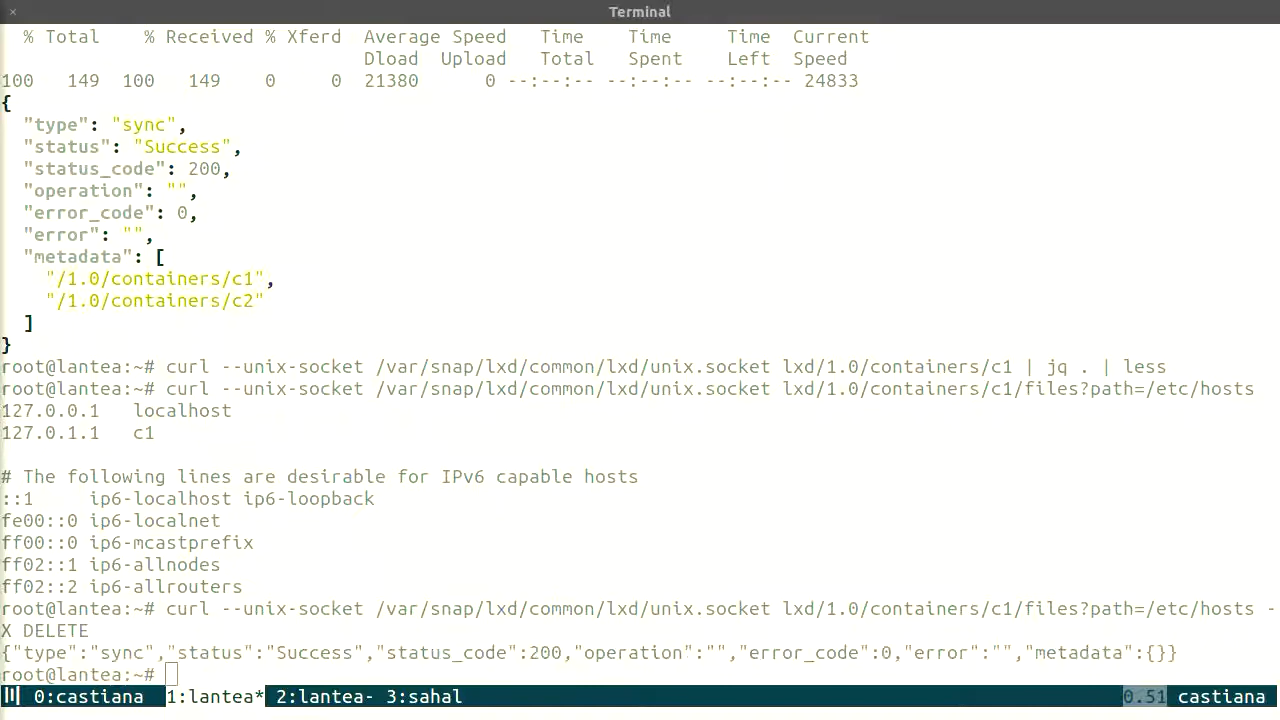 × Terminal
% Total % Received % Xferd Average Speed Time Time Time Current
Dload Upload Total Spent Left Speed
100 149 100 149 0 0 21380 0 --:--:-- --:--:-- --:--:-- 24833
{
"type": "sync",
"status": "Success",
"status_code": 200,
"operation": "",
"error_code": 0,
"error": "",
"metadata": [
"/1.0/containers/c1",
"/1.0/containers/c2"
]
}
root@lantea:~# curl --unix-socket /var/snap/lxd/common/lxd/unix.socket lxd/1.0/containers/c1 | jq . | less
root@lantea:~# curl --unix-socket /var/snap/lxd/common/lxd/unix.socket lxd/1.0/containers/c1/files?path=/etc/hosts
127.0.0.1 localhost
127.0.1.1 c1
# The following lines are desirable for IPv6 capable hosts
::1 ip6-localhost ip6-loopback
fe00::0 ip6-localnet
ff00::0 ip6-mcastprefix
ff02::1 ip6-allnodes
ff02::2 ip6-allrouters
root@lantea:~# curl --unix-socket /var/snap/lxd/common/lxd/unix.socket lxd/1.0/containers/c1/files?path=/etc/hosts -
X DELETE
{"type":"sync","status":"Success","status_code":200,"operation":"","error_code":0,"error":"","metadata":{}}
root@lantea:~#
0:castiana 1:lantea* 2:lantea- 3:sahal 0.51 castiana